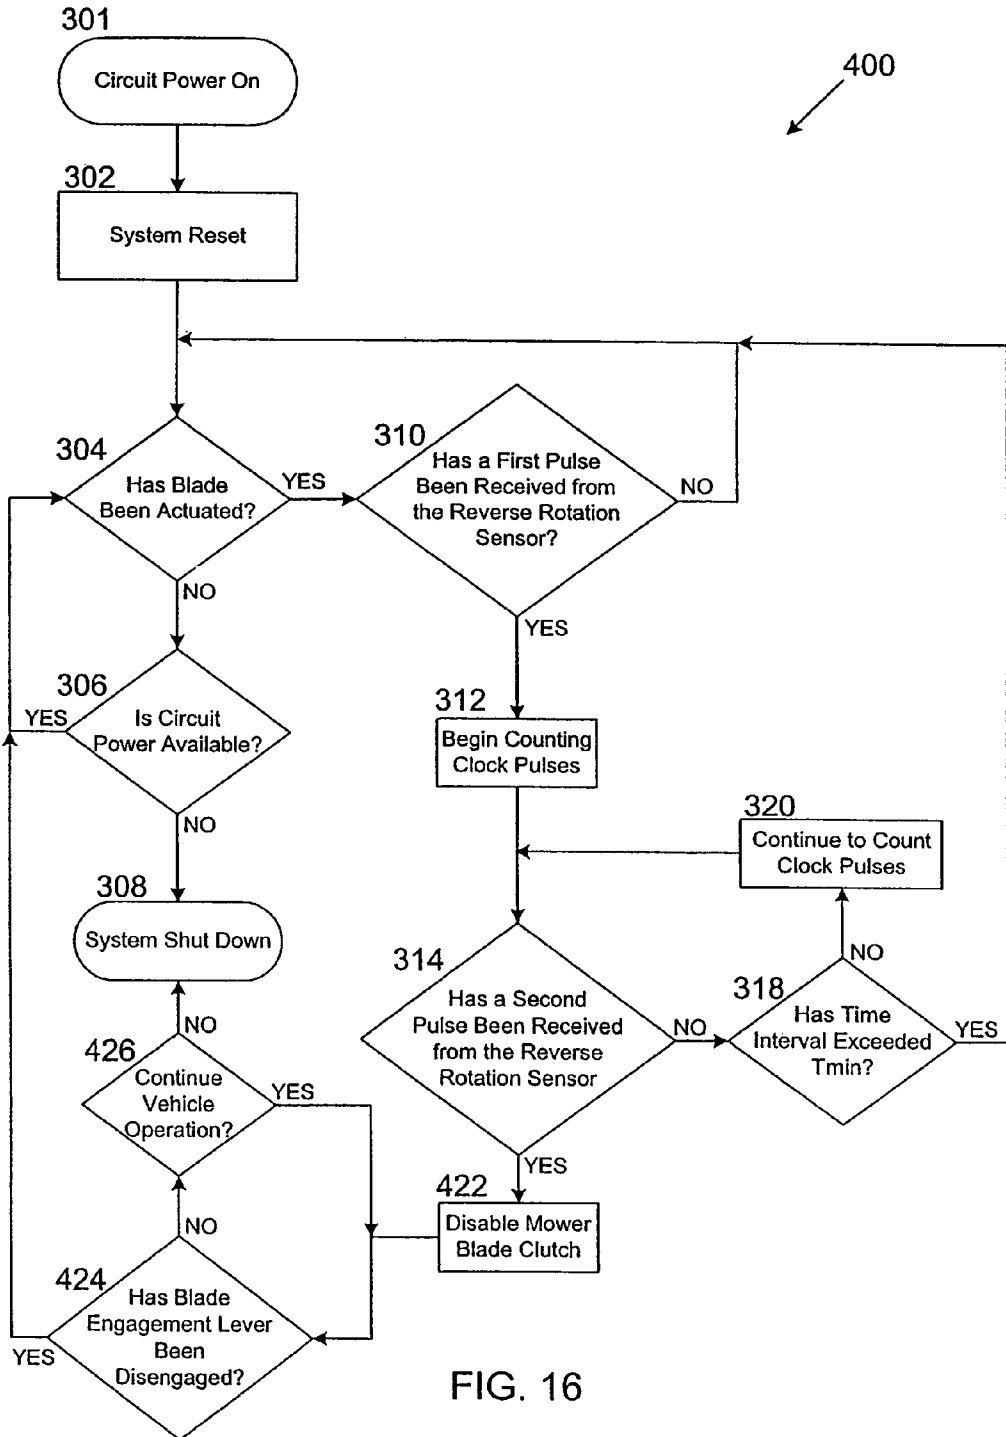 301
Circuit Power On
400
302
System Reset
304
Has Blade
Been Actuated?
YES
NO
310
Has a First Pulse
Been Received from
the Reverse Rotation
Sensor?
NO
YES
306
Is Circuit
Power Available?
YES
NO
312
Begin Counting
Clock Pulses
320
Continue to Count
Clock Pulses
308
System Shut Down
314
Has a Second
Pulse Been Received
from the Reverse
Rotation Sensor
NO
YES
318
Has Time
Interval Exceeded
Tmin?
NO
YES
426
Continue
Vehicle
Operation?
NO
YES
422
Disable Mower
Blade Clutch
424
Has Blade
Engagement Lever
Been
Disengaged?
NO
YES
FIG. 16